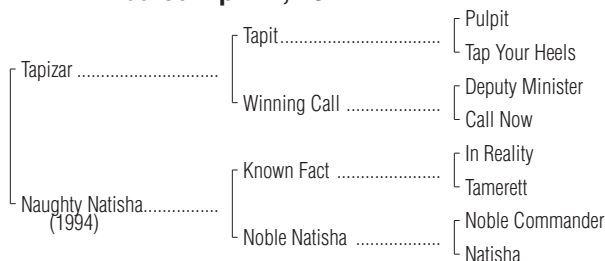 Pulpit
Tapit
Tap Your Heels
Tapizar
Deputy Minister
Winning Call
Call Now
In Reality
Known Fact
Tamerett
Naughty Natisha
(1994)
Noble Commander
Noble Natisha
Natisha